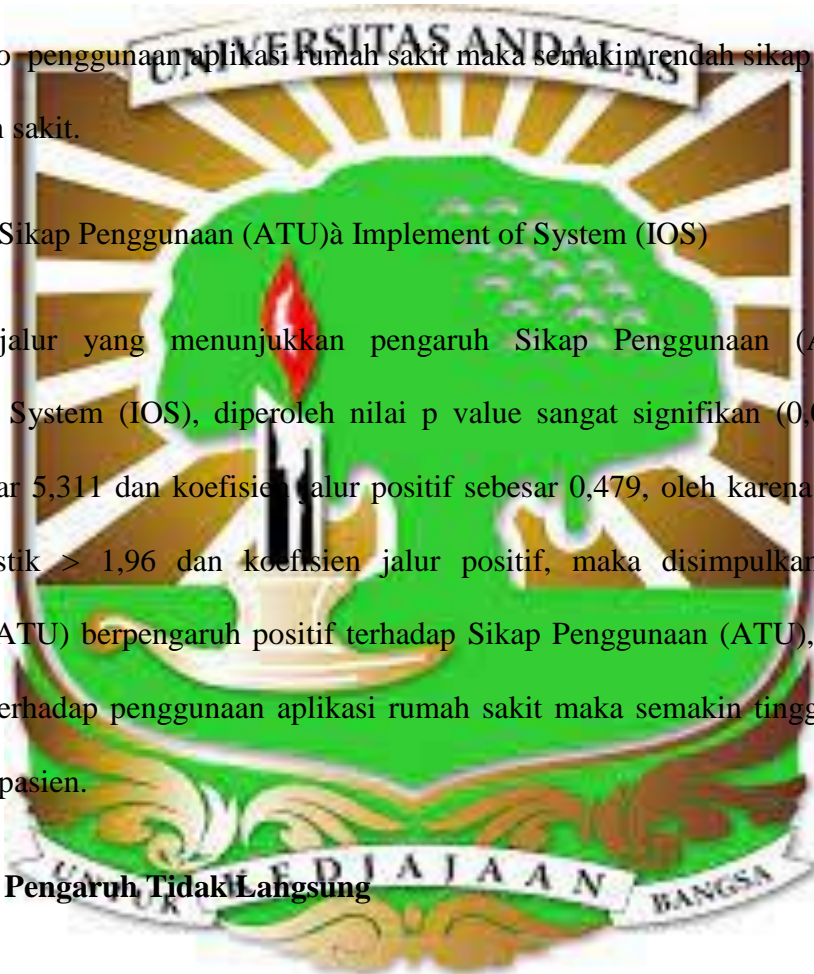 UNIVERSITAS ANDALAS
penggunaan aplikasi rumah sakit maka semakin rendah sikap
sakit.
Sikap Penggunaan (ATU)à Implement of System (IOS)
jalur yang menunjukkan pengaruh Sikap Penggunaan
System (IOS), diperoleh nilai p value sangat signifikan
5,311 dan koefisien jalur positif sebesar 0,479, oleh karena
> 1,96 dan koefisien jalur positif, maka disimpulkan
ATU) berpengaruh positif terhadap Sikap Penggunaan (ATU),
terhadap penggunaan aplikasi rumah sakit maka semakin
pasien.
Pengaruh Tidak Langsung
UNTUK KEDJAJAAN BANGSA